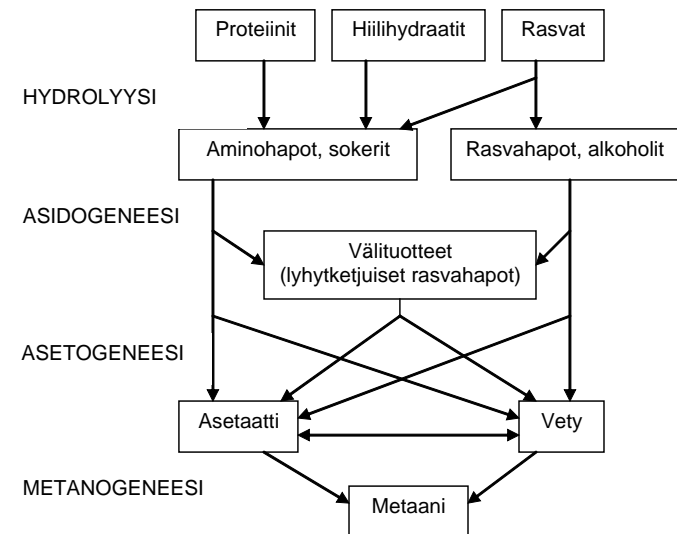 Proteiinit
Hiilihydraatit
Rasvat
HYDROLYYSI
Aminohapot, sokerit
Rasvahapot, alkoholit
ASIDOGENEESI
Välituotteet
(lyhytketjuiset rasvahapot)
ASETOGENEESI
Asetaatti
Vety
METANOGENEESI
Metaani